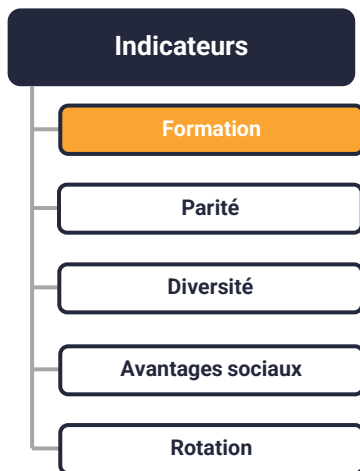 Indicateurs
Formation
Parité
Diversité
Avantages sociaux
Rotation